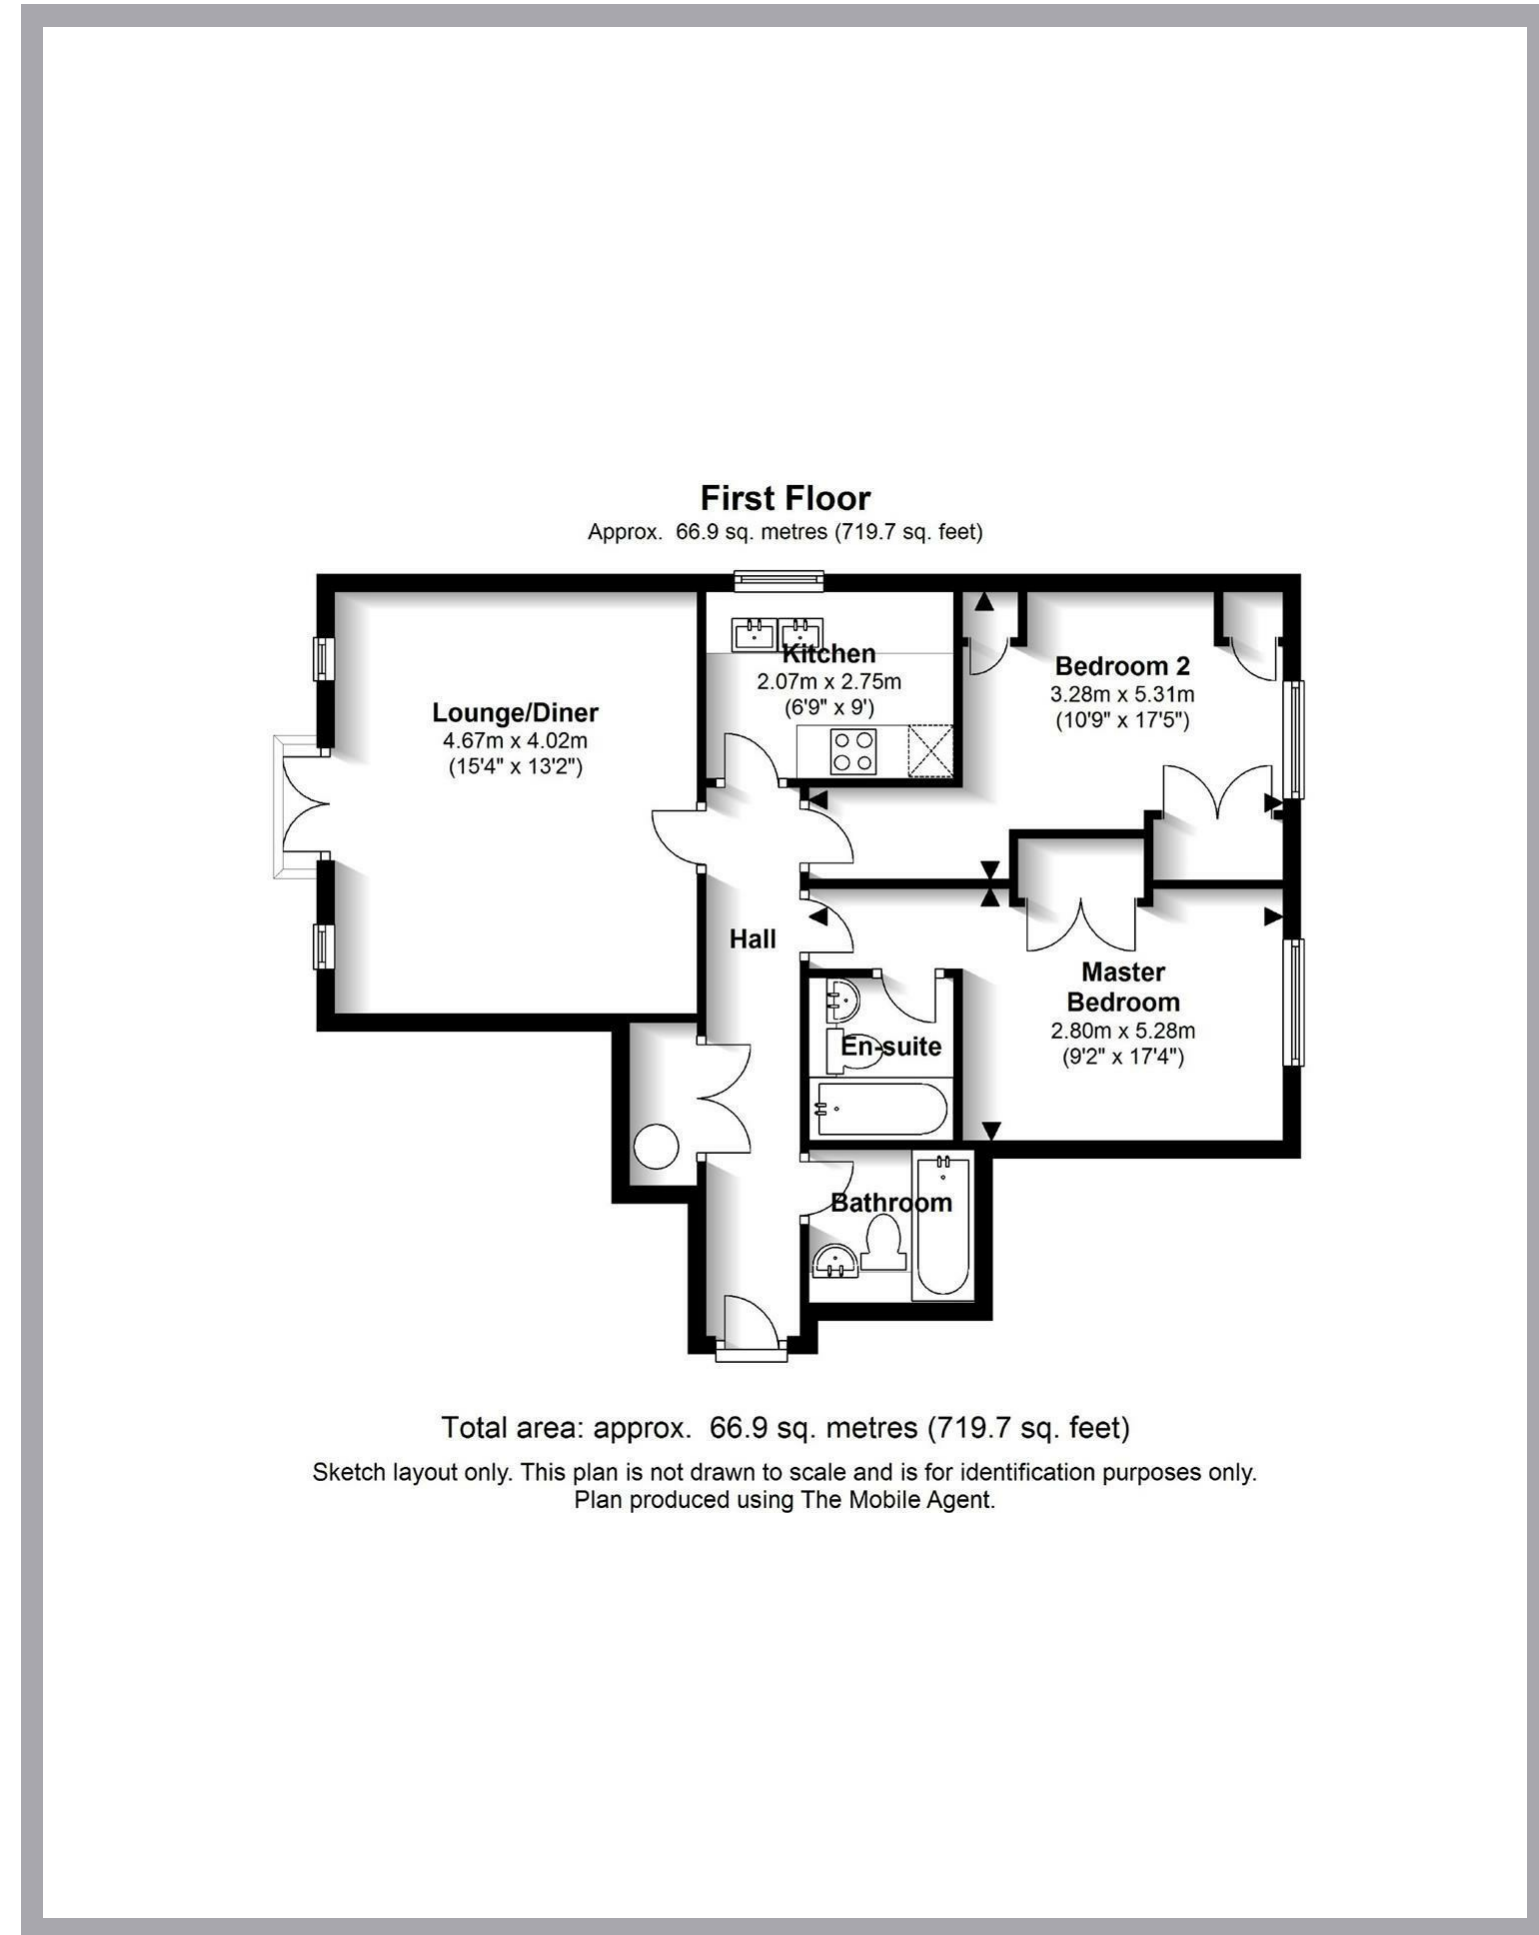 First Floor
Approx.  66.9 sq. metres (719.7 sq. feet)
Kitchen
2.07m x 2.75m
(6'9" x 9')
Bedroom 2
3.28m x 5.31m
(10'9" x 17'5")
Lounge/Diner
4.67m x 4.02m
(15'4" x 13'2")
Hall
Master
Bedroom
2.80m x 5.28m
(9'2" x 17'4")
En-suite
Bathroom
Total area: approx.  66.9 sq. metres (719.7 sq. feet)
Sketch layout only. This plan is not drawn to scale and is for identification purposes only.
Plan produced using The Mobile Agent.